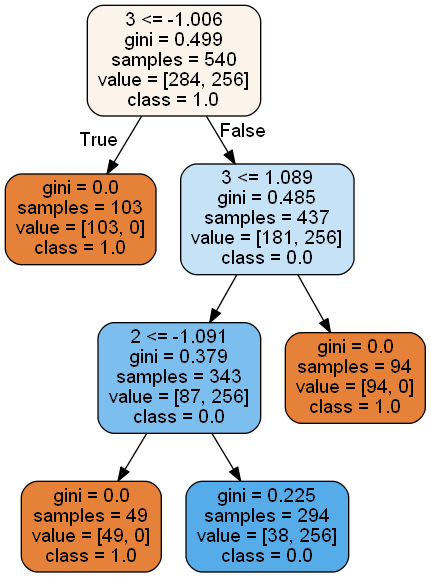 3 <= -1.006
gini = 0.499
samples = 540
value = [284, 256]
class = 1.0
True
False
gini = 0.0
samples = 103
value = [103, 0]
class = 1.0
3 <= 1.089
gini = 0.485
samples = 437
value = [181, 256]
class = 0.0
2 <= -1.091
gini = 0.379
samples = 343
value = [87, 256]
class = 0.0
gini = 0.0
samples = 94
value = [94, 0]
class = 1.0
gini = 0.0
samples = 49
value = [49, 0]
class = 1.0
gini = 0.225
samples = 294
value = [38, 256]
class = 0.0